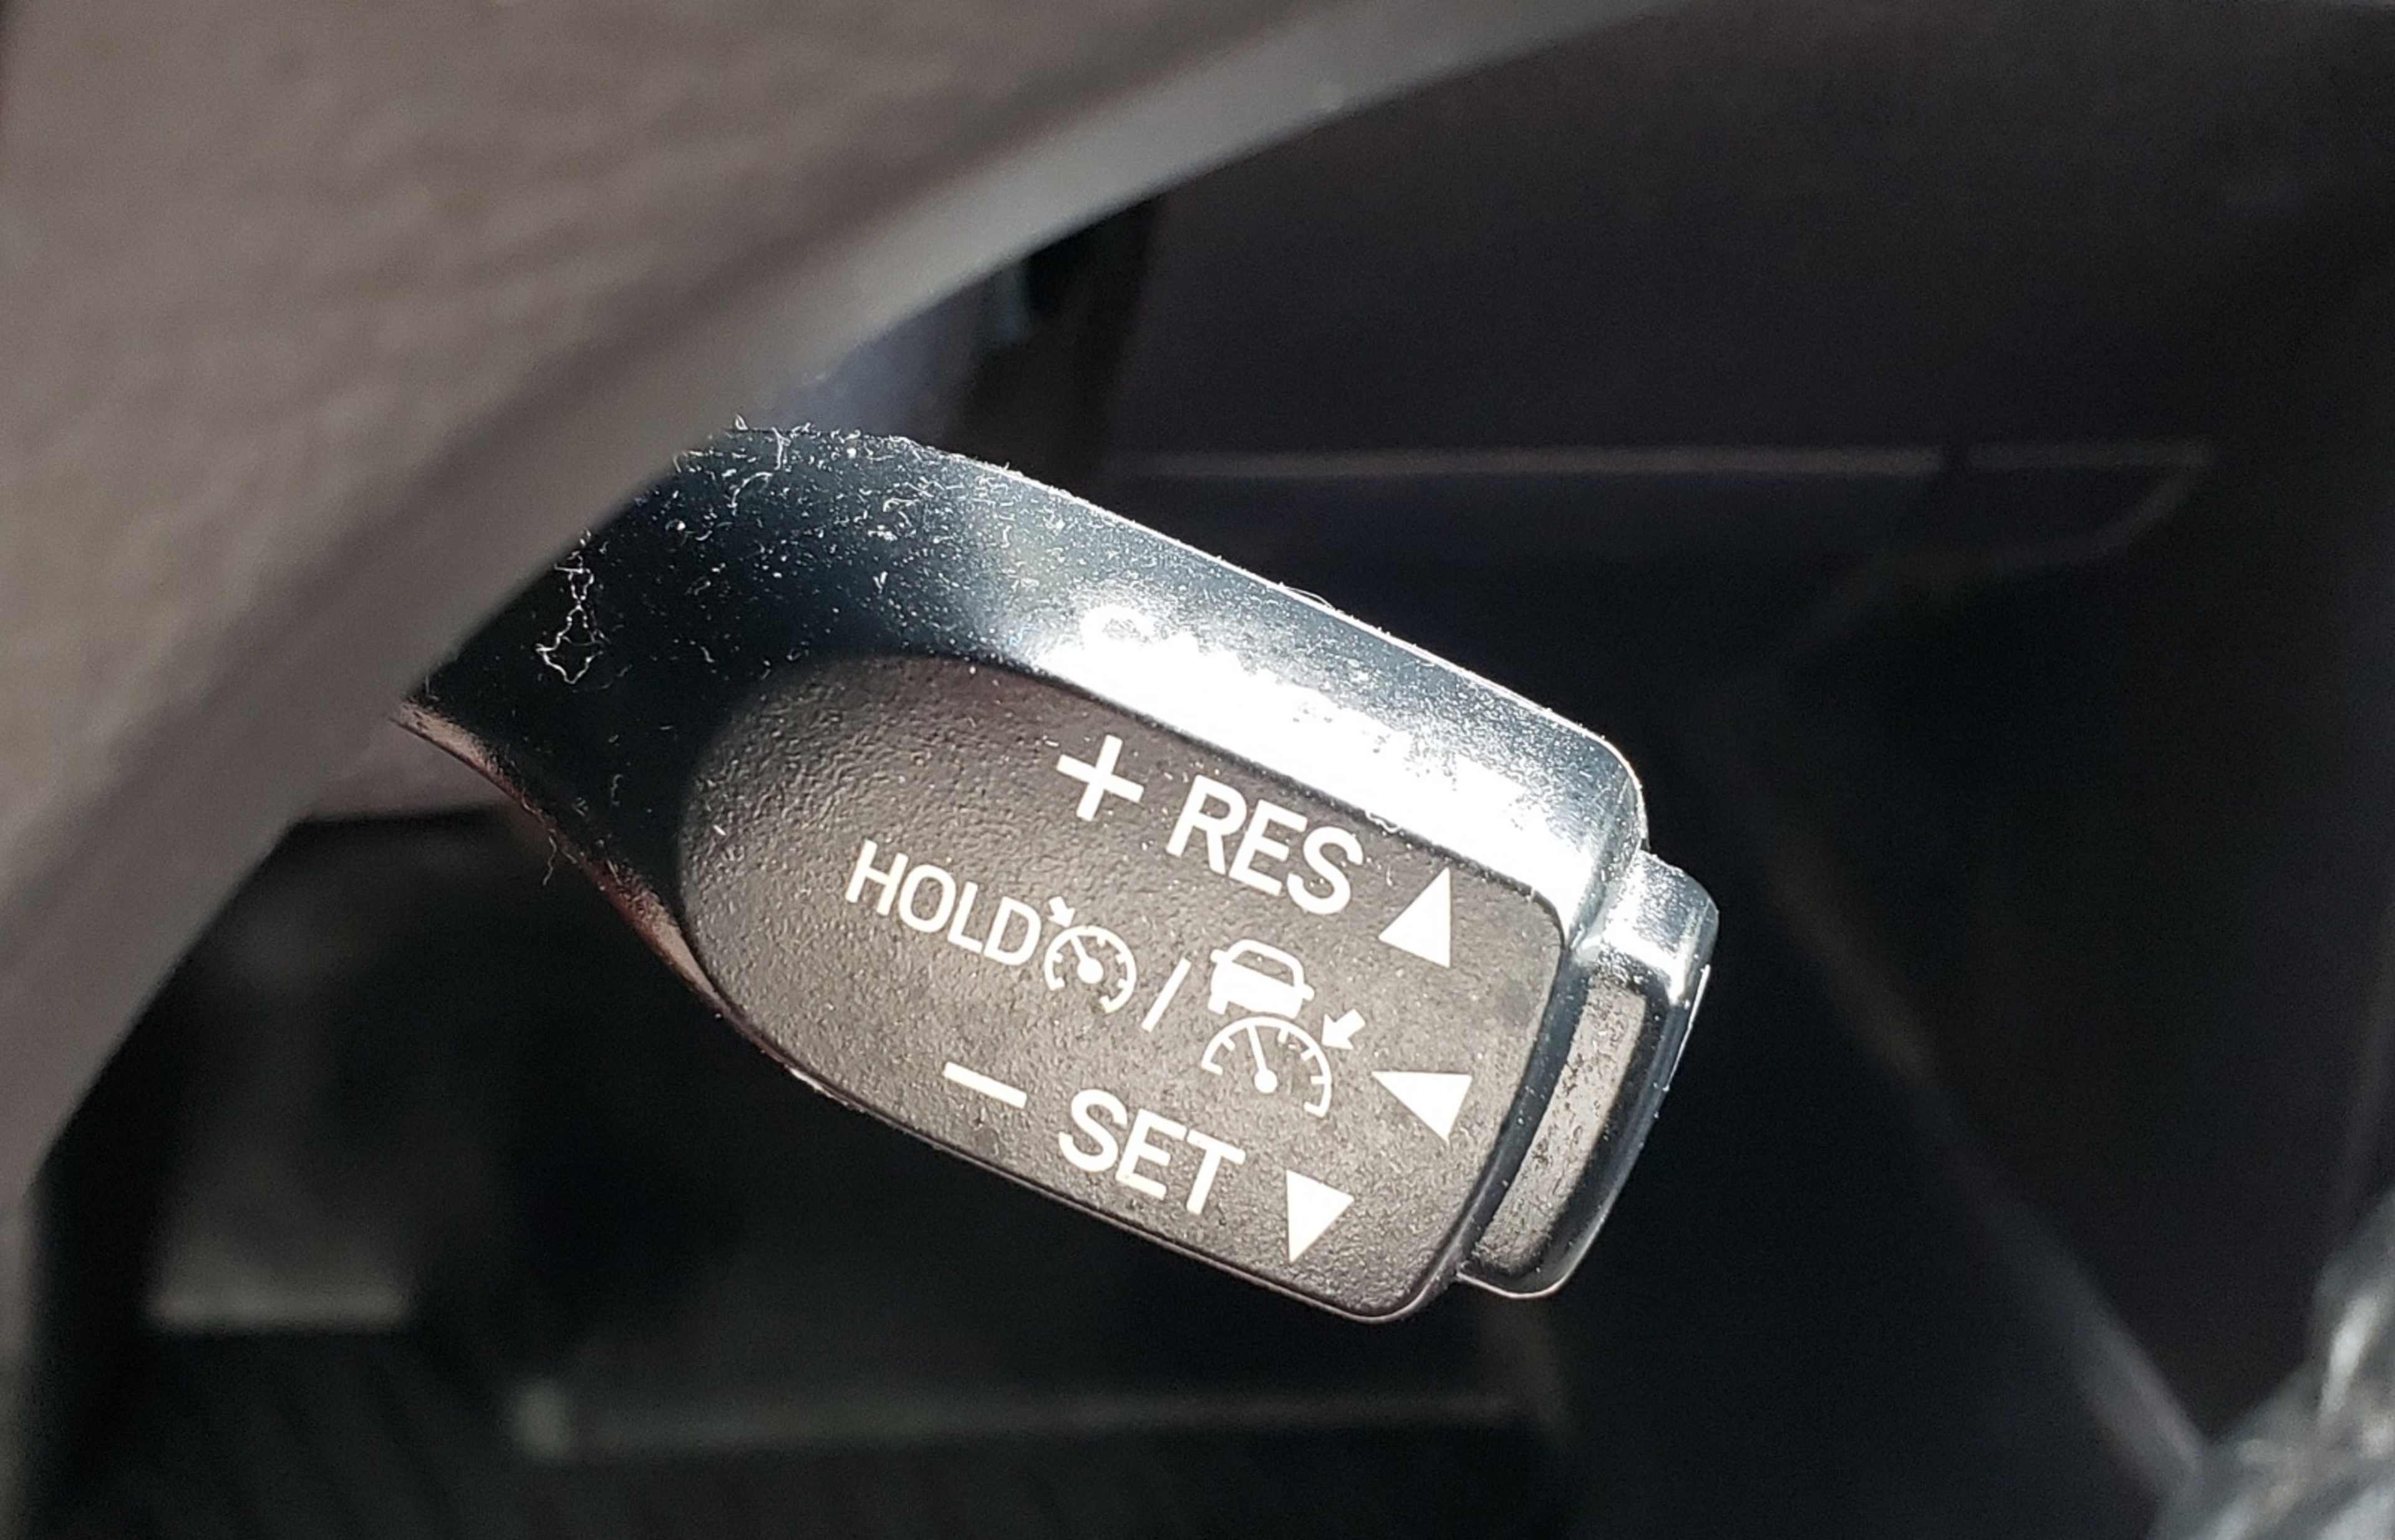 + RES
HOLD /
- SET